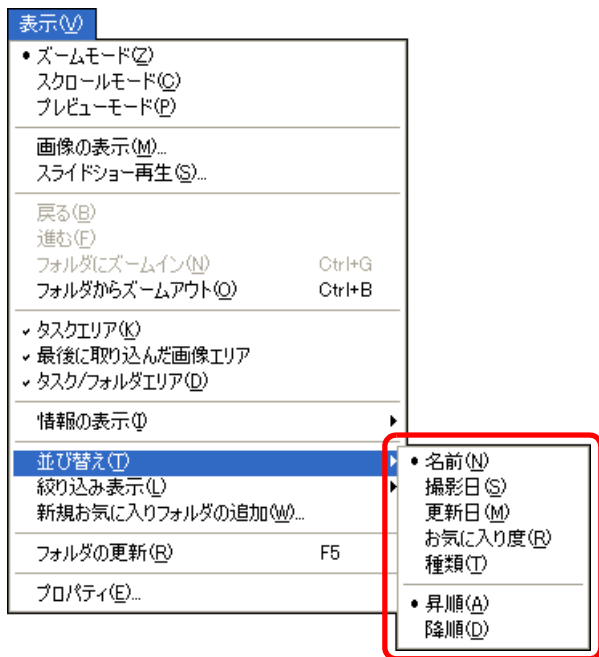 表示(V)
• ズームモード(Z)
スクロールモード(C)
プレビューモード(P)
画像の表示(M)...
スライドショー再生(S)...
戻る(B)
進む(F)
フォルダにズームイン(N) Ctrl+G
フォルダからズームアウト(O) Ctrl+B
✓ タスクエリア(K)
✓ 最後に取り込んだ画像エリア
✓ タスク/フォルダエリア(D)
情報の表示(I)
並び替え(T)
絞り込み表示(L)
新規お気に入りフォルダの追加(W)...
フォルダの更新(R) F5
プロパティ(E)...
• 名前(N)
撮影日(S)
更新日(M)
お気に入り度(R)
種類(T)
• 昇順(A)
降順(D)